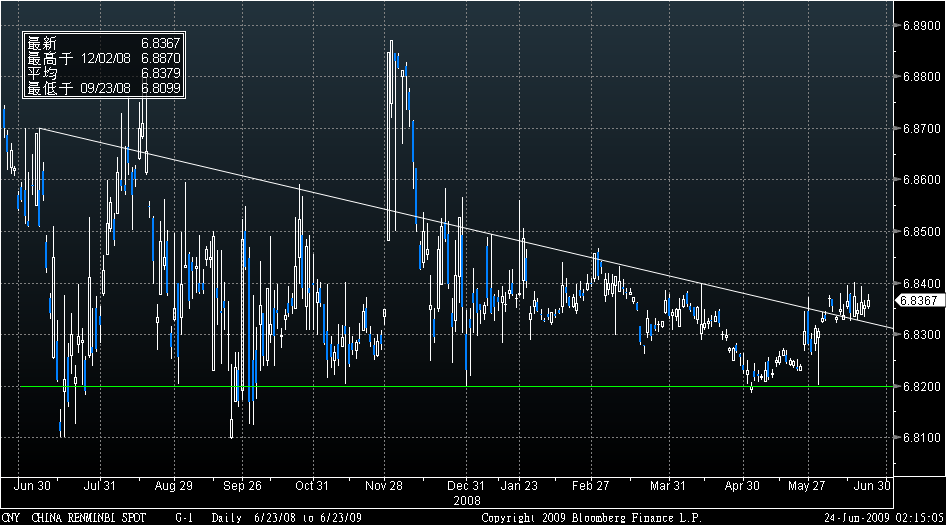 6.8900
最新 6.8367
最高于 12/02/08 6.8870
平均 6.8379
最低于 09/23/08 6.8099
6.8800
6.8700
6.8600
6.8500
6.8400
6.8367
6.8300
6.8200
6.8100
Jun 30 Jul 31 Aug 29 Sep 26 Oct 31 Nov 28 Dec 31 Jan 23 Feb 27 Mar 31 Apr 30 May 27 Jun 30
2008
CNY CHINA RENMINBI SPOT G-1 Daily 6/23/08 to 6/23/09 Copyright 2009 Bloomberg Finance L.P. 24-Jun-2009 02:15:05